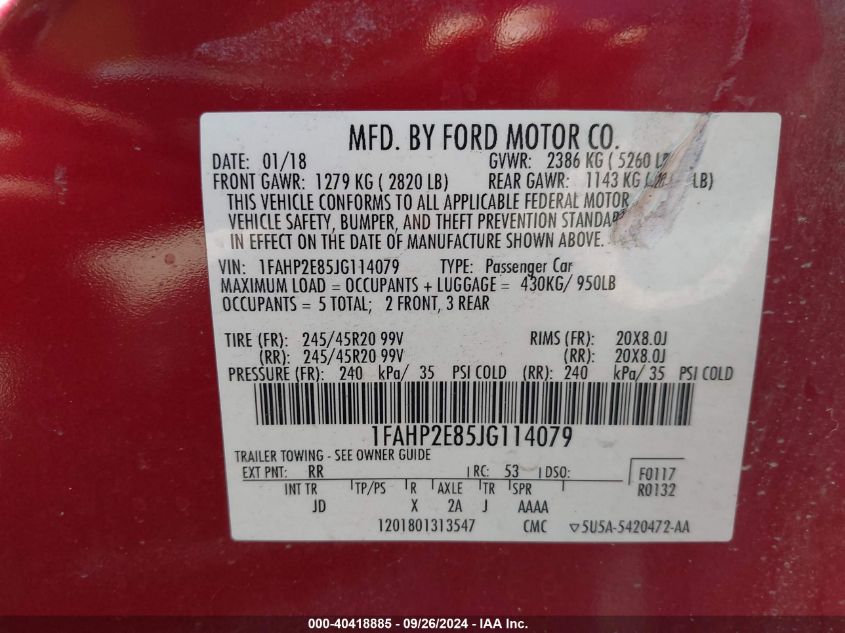 MFD. BY FORD MOTOR CO.
DATE: 01/18 GVWR: 2386 KG ( 5260 LB
FRONT GAWR: 1279 KG ( 2820 LB) REAR GAWR: 1143 KG ( LB)
THIS VEHICLE CONFORMS TO ALL APPLICABLE FEDERAL MOTOR
VEHICLE SAFETY, BUMPER, AND THEFT PREVENTION STANDAR
IN EFFECT ON THE DATE OF MANUFACTURE SHOWN ABOVE.
VIN: 1FAHP2E85JG114079 TYPE: Passenger Car
MAXIMUM LOAD = OCCUPANTS + LUGGAGE = 430KG/ 950LB
OCCUPANTS = 5 TOTAL; 2 FRONT, 3 REAR
TIRE (FR): 245/45R20 99V RIMS (FR): 20X8.0J
(RR): 245/45R20 99V (RR): 20X8.0J
PRESSURE (FR): 240 kPa/ 35 PSI COLD (RR): 240 kPa/ 35 PSI COLD
1FAHP2E85JG114079
TRAILER TOWING - SEE OWNER GUIDE
EXT PNT: RR RC: 53 DSO: F0117
R0132
INT TR TP/PS R AXLE TR SPR
JD X 2A J AAAA
1201801313547 CMC ▽5U5A-5420472-AA
000-40418885 - 09/26/2024 - IAA Inc.